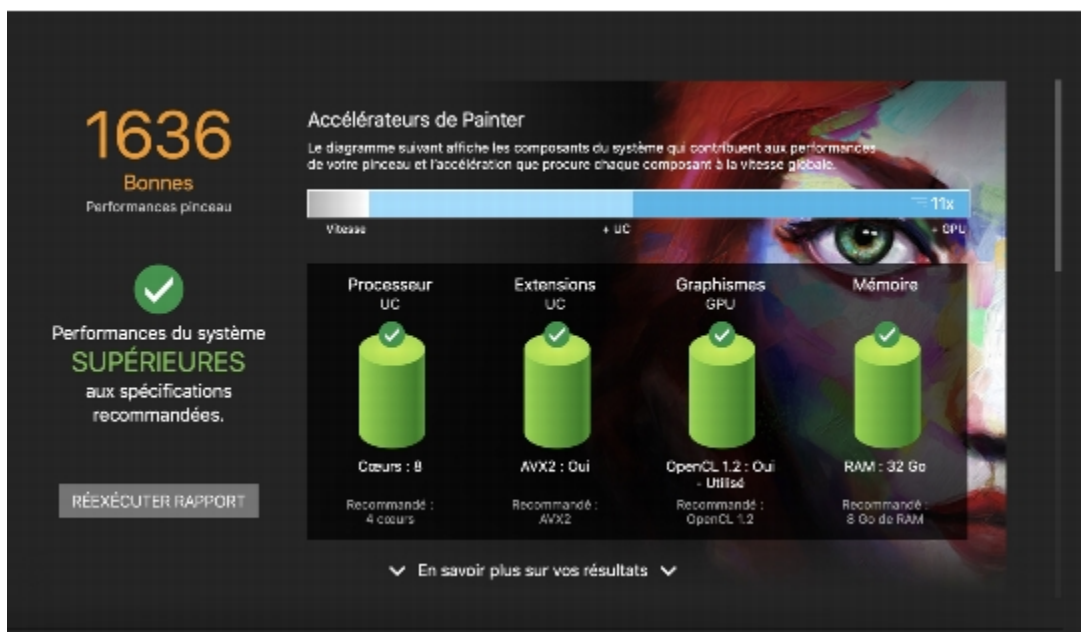 1636
Bonnes
Performances pinceau
Performances du système
SUPÉRIEURES
aux spécifications
recommandées.
RÉEXÉCUTER RAPPORT
Accélérateurs de Painter
Le diagramme suivant affiche les composants du système qui contribuent aux performances
de votre pinceau et l'accélération que procure chaque composant à la vitesse globale.
11x
Vitesse + UC + GPU
Processeur
UC
Cœurs : 8
Recommandé :
4 cœurs
Extensions
UC
AVX2 : Oui
Recommandé :
AVX2
Graphismes
GPU
OpenCL 1.2 : Oui
- Utilisé
Recommandé :
OpenCL 1.2
Mémoire
RAM : 32 Go
Recommandé :
8 Go de RAM
En savoir plus sur vos résultats